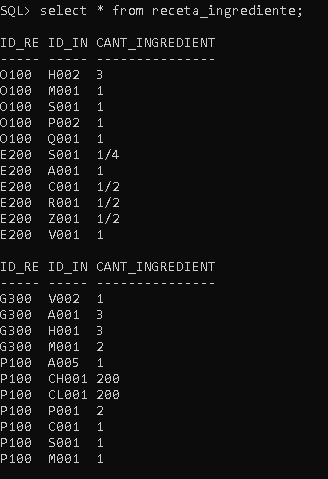 SQL> select * from receta_ingrediente;
ID_RE ID_IN CANT_INGREDIENT
----- ----- ---------------
O100 H002 3
O100 M001 1
O100 S001 1
O100 P002 1
O100 Q001 1
E200 S001 1/4
E200 A001 1
E200 C001 1/2
E200 R001 1/2
E200 Z001 1/2
E200 V001 1
ID_RE ID_IN CANT_INGREDIENT
----- ----- ---------------
G300 V002 1
G300 A001 3
G300 H001 3
G300 M001 2
P100 A005 1
P100 CH001 200
P100 CL001 200
P100 P001 2
P100 C001 1
P100 S001 1
P100 M001 1